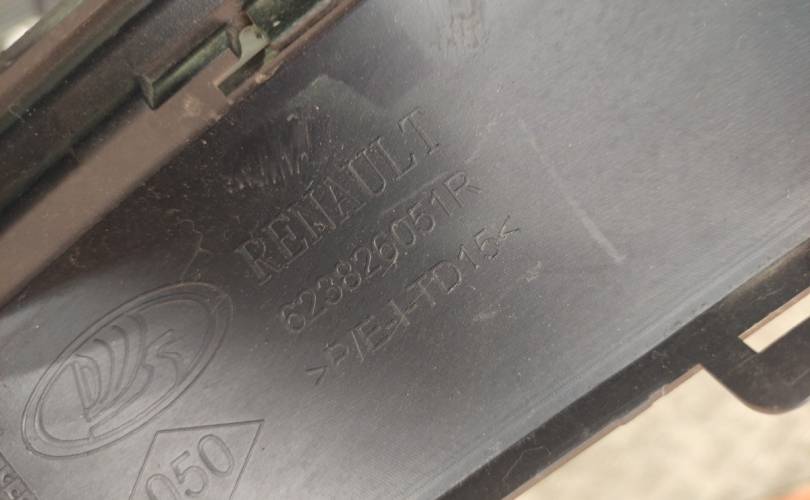 RENAULT
623826051R
>P/E-I-TD15<
050